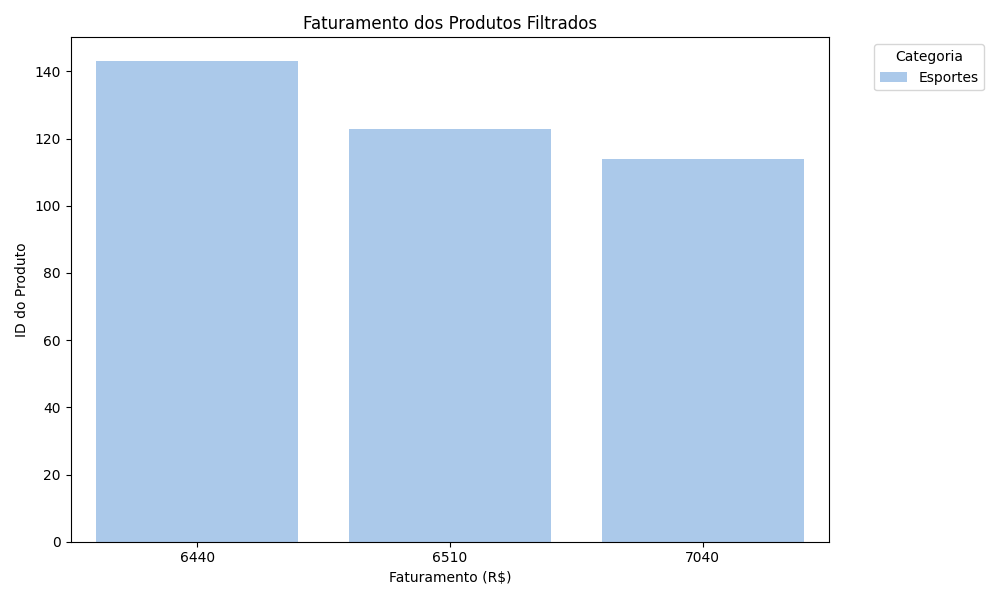 Faturamento dos Produtos Filtrados
Categoria
Esportes
ID do Produto
140
120
100
80
60
40
20
0
6440
6510
7040
Faturamento (R$)